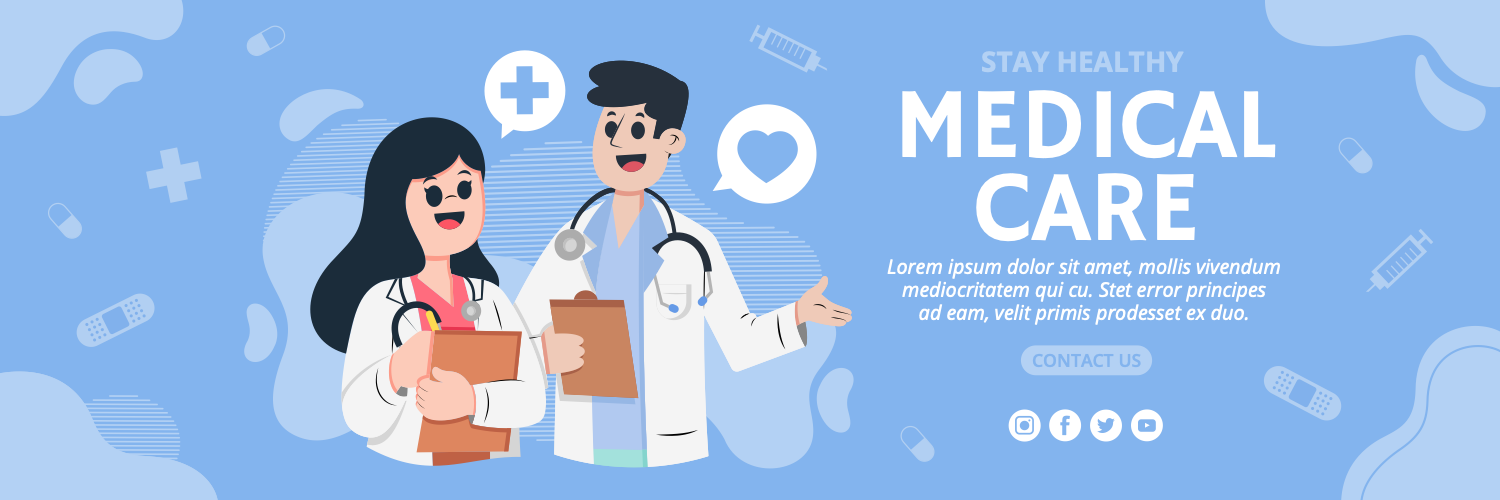 STAY HEALTHY
MEDICAL
CARE
Lorem ipsum dolor sit amet, mollis vivendum
mediocritatem qui cu. Stet error principes
ad eam, velit primis prodesset ex duo.
CONTACT US